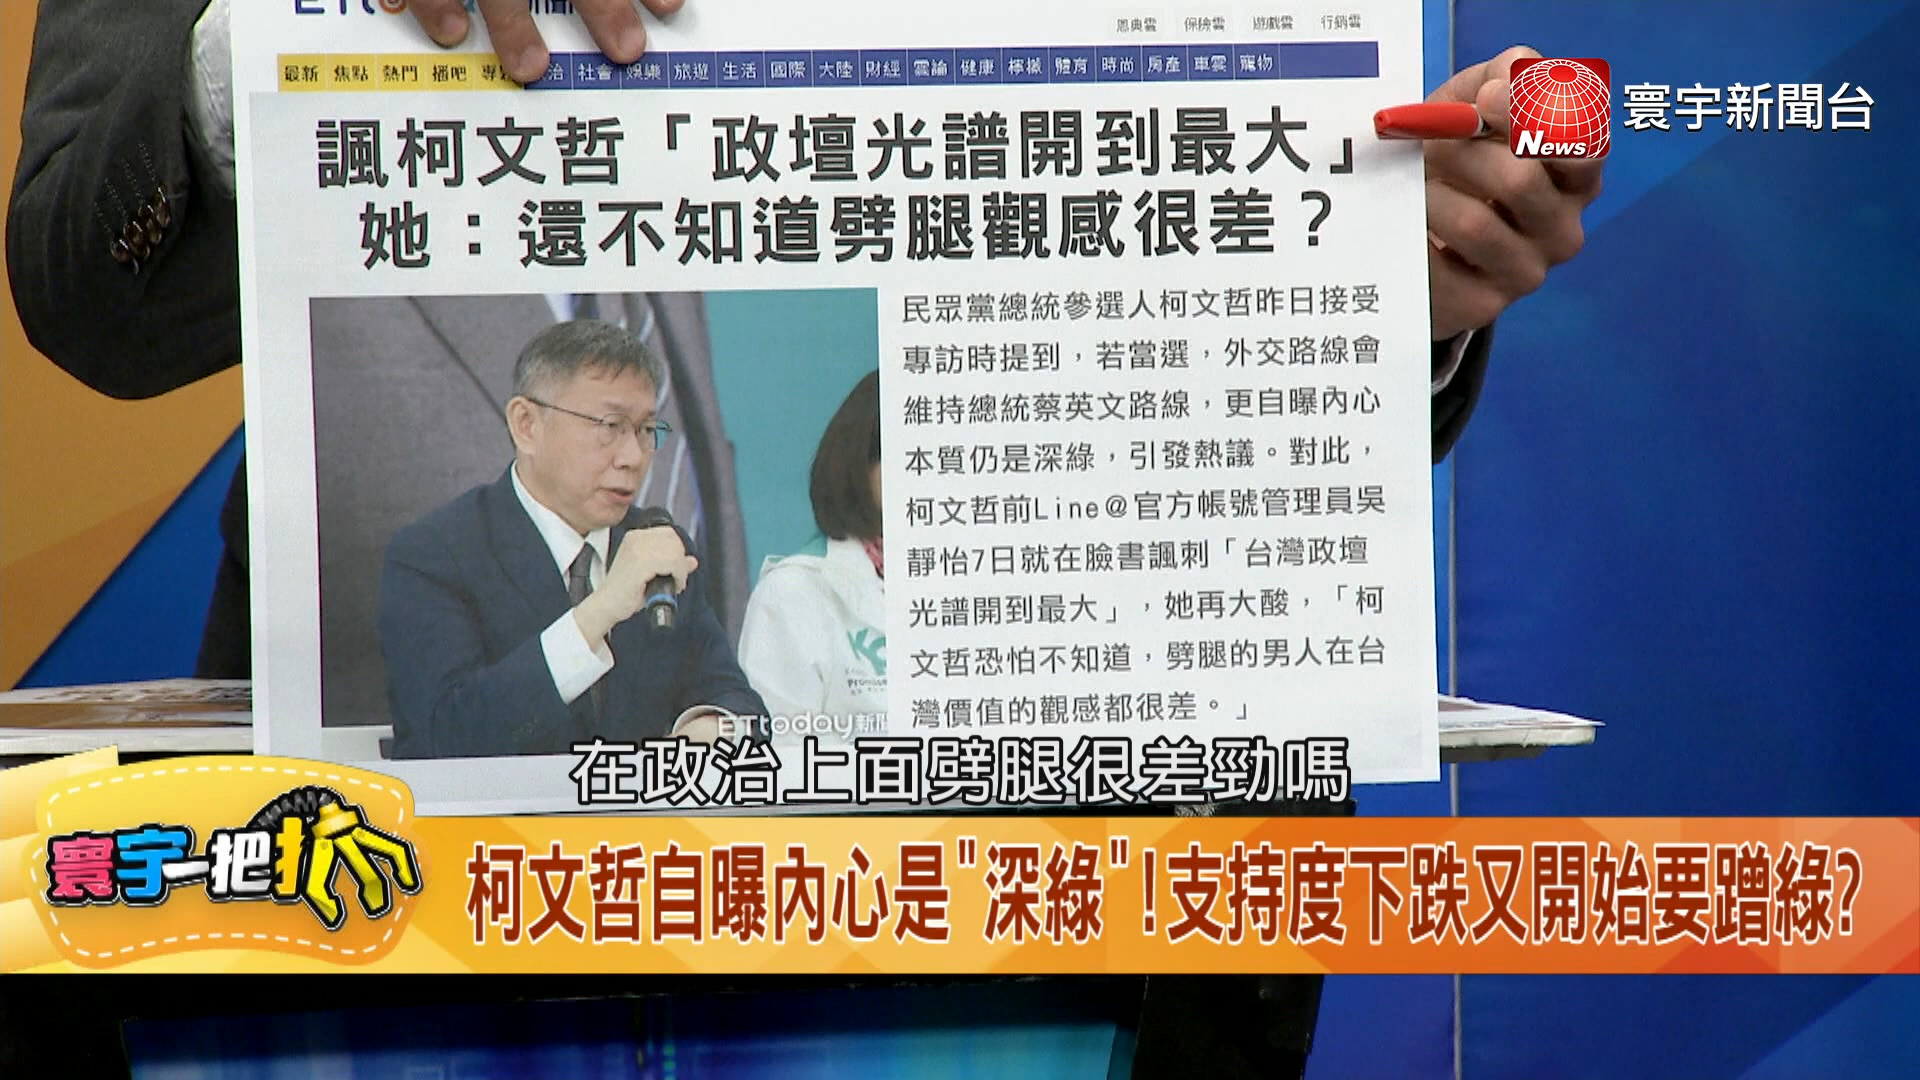 恩典雲 保險雲 遊戲雲 行銷雲
最新 焦點 熱門 播吧 社會 娛樂 旅遊 生活 國際 大陸 財經 雲論 健康 檸檬 體育 時尚 房產 車雲 寵物
寰宇新聞台
News
諷柯文哲「政壇光譜開到最大」
她：還不知道劈腿觀感很差？
民眾黨總統參選人柯文哲昨日接受
專訪時提到，若當選，外交路線會
維持總統蔡英文路線，更自曝內心
本質仍是深綠，引發熱議。對此，
柯文哲前Line@官方帳號管理員吳
靜怡7日就在臉書諷刺「台灣政壇
光譜開到最大」，她再大酸，「柯
文哲恐怕不知道，劈腿的男人在台
灣價值的觀感都很差。」
ETtoday新聞
在政治上面劈腿很差勁嗎
寰宇一把抓
柯文哲自曝內心是"深綠"!支持度下跌又開始要蹭綠?